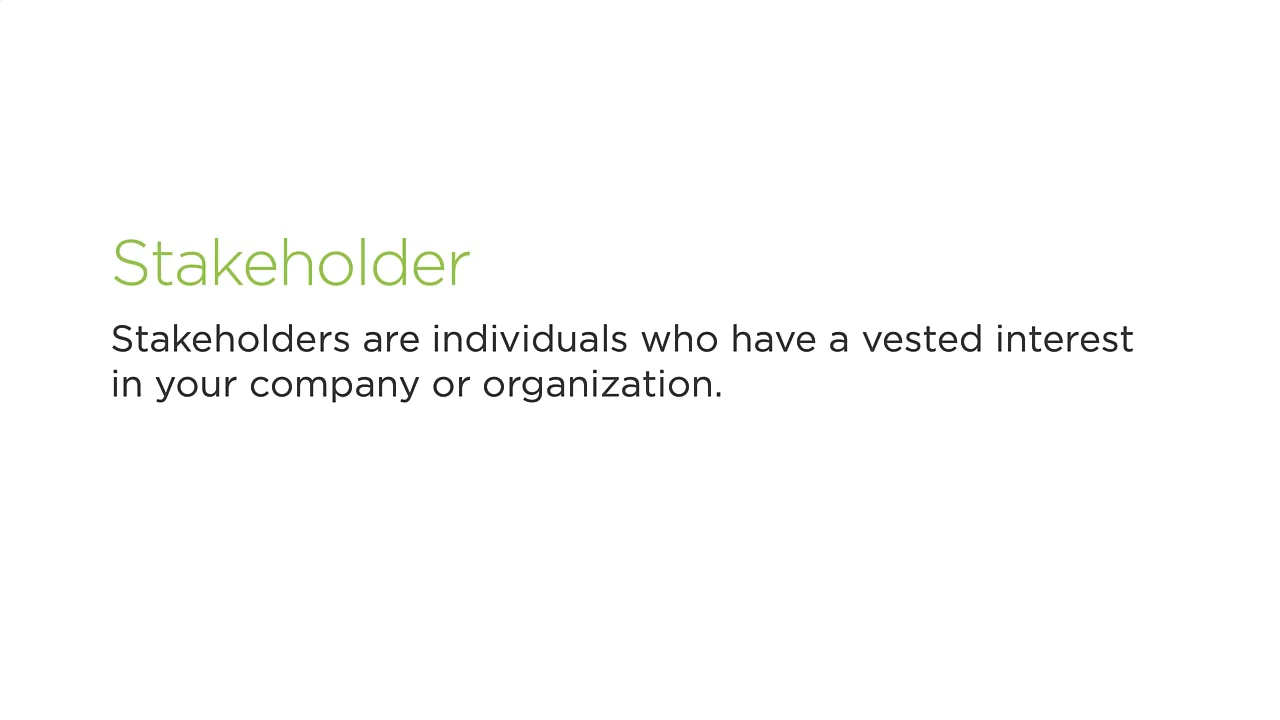 Stakeholder
Stakeholders are individuals who have a vested interest
in your company or organization.